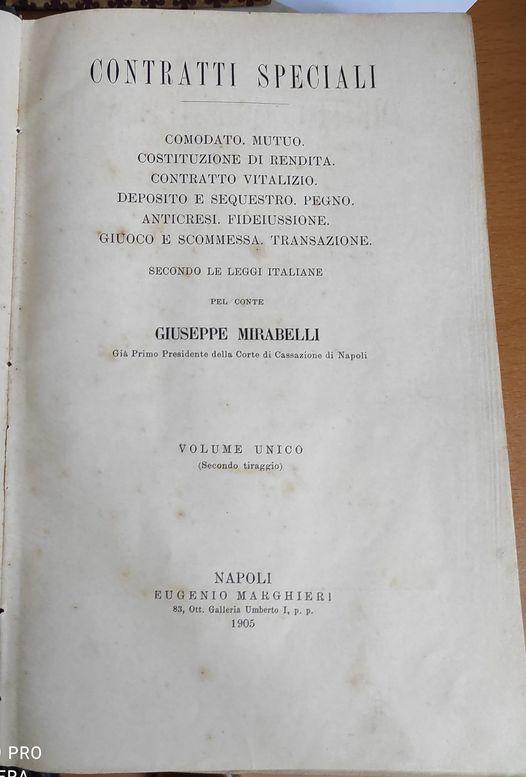 CONTRATTI SPECIALI
COMODATO. MUTUO.
COSTITUZIONE DI RENDITA.
CONTRATTO VITALIZIO.
DEPOSITO E SEQUESTRO. PEGNO.
ANTICRESI. FIDEIUSSIONE.
GIUOCO E SCOMMESSA. TRANSAZIONE.
SECONDO LE LEGGI ITALIANE
PEL CONTE
GIUSEPPE MIRABELLI
Già Primo Presidente della Corte di Cassazione di Napoli
VOLUME UNICO
(Secondo tiraggio)
NAPOLI
EUGENIO MARGHIERI
83, Ott. Galleria Umberto I, p. p.
1905
PRO